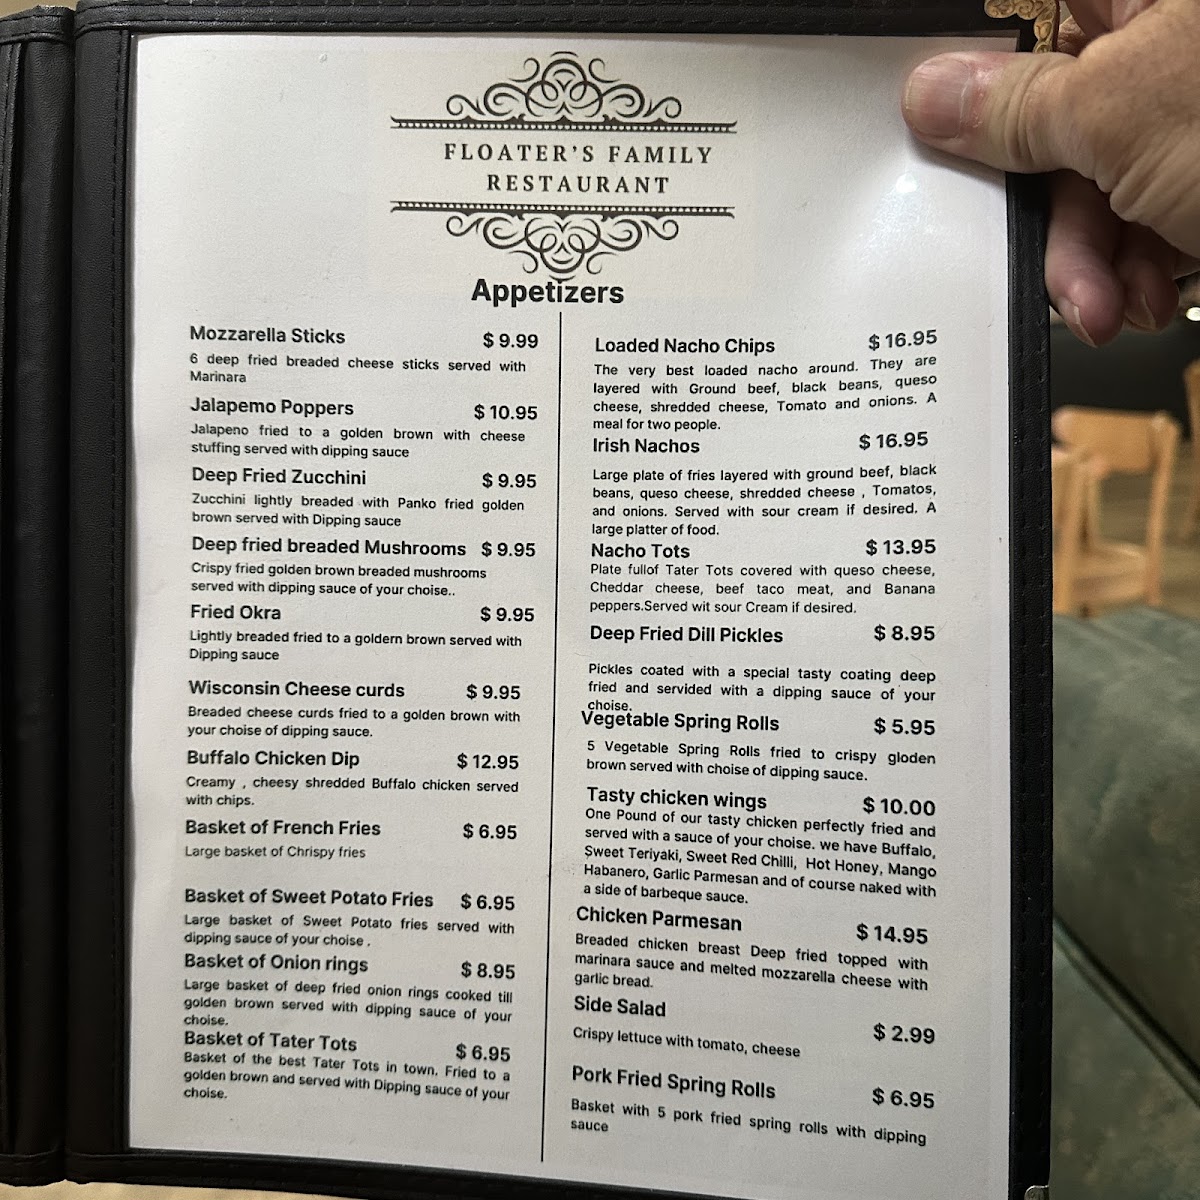 FLOATER'S FAMILY
RESTAURANT
Appetizers
Mozzarella Sticks $ 9.99
6 deep fried breaded cheese sticks served with
Marinara
Jalapemo Poppers $ 10.95
Jalapeno fried to a golden brown with cheese
stuffing served with dipping sauce
Deep Fried Zucchini $ 9.95
Zucchini lightly breaded with Panko fried golden
brown served with Dipping sauce
Deep fried breaded Mushrooms $ 9.95
Crispy fried golden brown breaded mushrooms
served with dipping sauce of your choise..
Fried Okra $ 9.95
Lightly breaded fried to a goldern brown served with
Dipping sauce
Wisconsin Cheese curds $ 9.95
Breaded cheese curds fried to a golden brown with
your choise of dipping sauce.
Buffalo Chicken Dip $ 12.95
Creamy , cheesy shredded Buffalo chicken served
with chips.
Basket of French Fries $ 6.95
Large basket of Chrispy fries
Basket of Sweet Potato Fries $ 6.95
Large basket of Sweet Potato fries served with
dipping sauce of your choise .
Basket of Onion rings $ 8.95
Large basket of deep fried onion rings cooked till
golden brown served with dipping sauce of your
choise.
Basket of Tater Tots $ 6.95
Basket of the best Tater Tots in town. Fried to a
golden brown and served with Dipping sauce of your
choise.
Loaded Nacho Chips $ 16.95
The very best loaded nacho around. They are
layered with Ground beef, black beans, queso
cheese, shredded cheese, Tomato and onions. A
meal for two people.
Irish Nachos $ 16.95
Large plate of fries layered with ground beef, black
beans, queso cheese, shredded cheese , Tomatos,
and onions. Served with sour cream if desired. A
large platter of food.
Nacho Tots $ 13.95
Plate fullof Tater Tots covered with queso cheese,
Cheddar cheese, beef taco meat, and Banana
peppers.Served wit sour Cream if desired.
Deep Fried Dill Pickles $ 8.95
Pickles coated with a special tasty coating deep
fried and servided with a dipping sauce of your
choise.
Vegetable Spring Rolls $ 5.95
5 Vegetable Spring Rolls fried to crispy gloden
brown served with choise of dipping sauce.
Tasty chicken wings $ 10.00
One Pound of our tasty chicken perfectly fried and
served with a sauce of your choise. we have Buffalo,
Sweet Teriyaki, Sweet Red Chilli, Hot Honey, Mango
Habanero, Garlic Parmesan and of course naked with
a side of barbeque sauce.
Chicken Parmesan $ 14.95
Breaded chicken breast Deep fried topped with
marinara sauce and melted mozzarella cheese with
garlic bread.
Side Salad $ 2.99
Crispy lettuce with tomato, cheese
Pork Fried Spring Rolls $ 6.95
Basket with 5 pork fried spring rolls with dipping
sauce